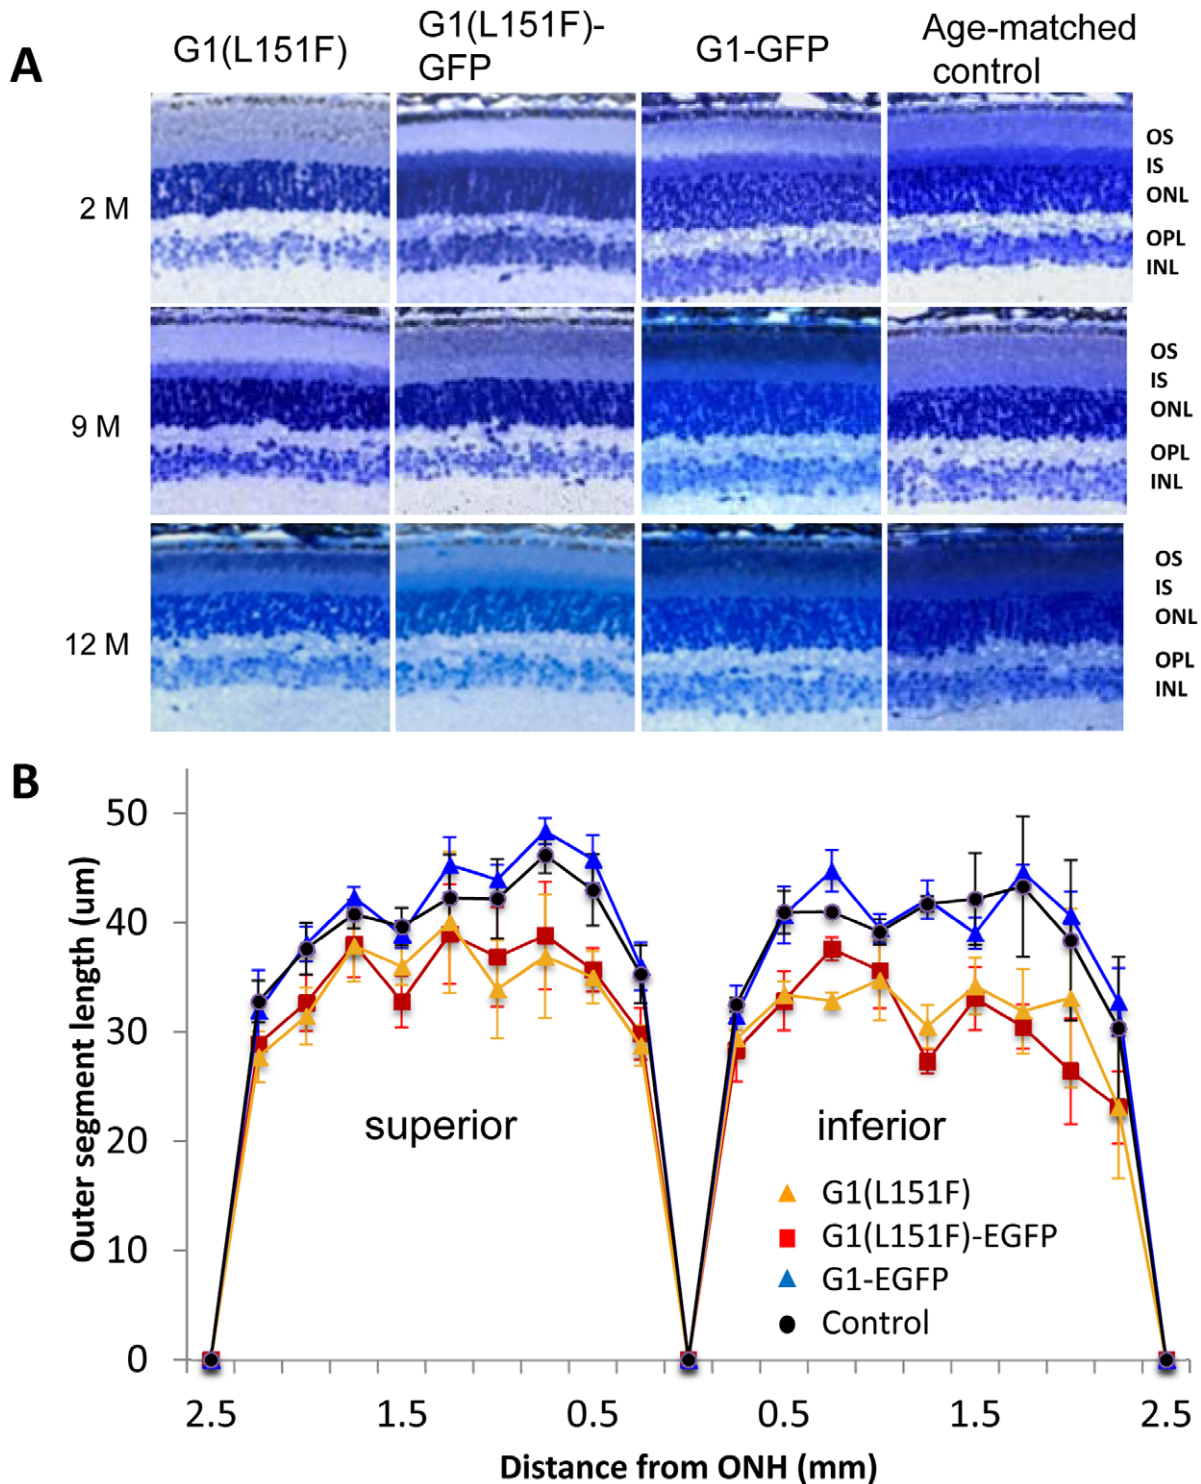 A
G1(L151F)
G1(L151F)-
GFP
G1-GFP
Age-matched
control
2 M
OS
IS
ONL
OPL
INL
9 M
OS
IS
ONL
OPL
INL
12 M
OS
IS
ONL
OPL
INL
B
Outer segment length (um)
50
40
30
20
10
0
superior
inferior
G1(L151F)
G1(L151F)-EGFP
G1-EGFP
Control
2.5 1.5 0.5 0.5 1.5 2.5
Distance from ONH (mm)